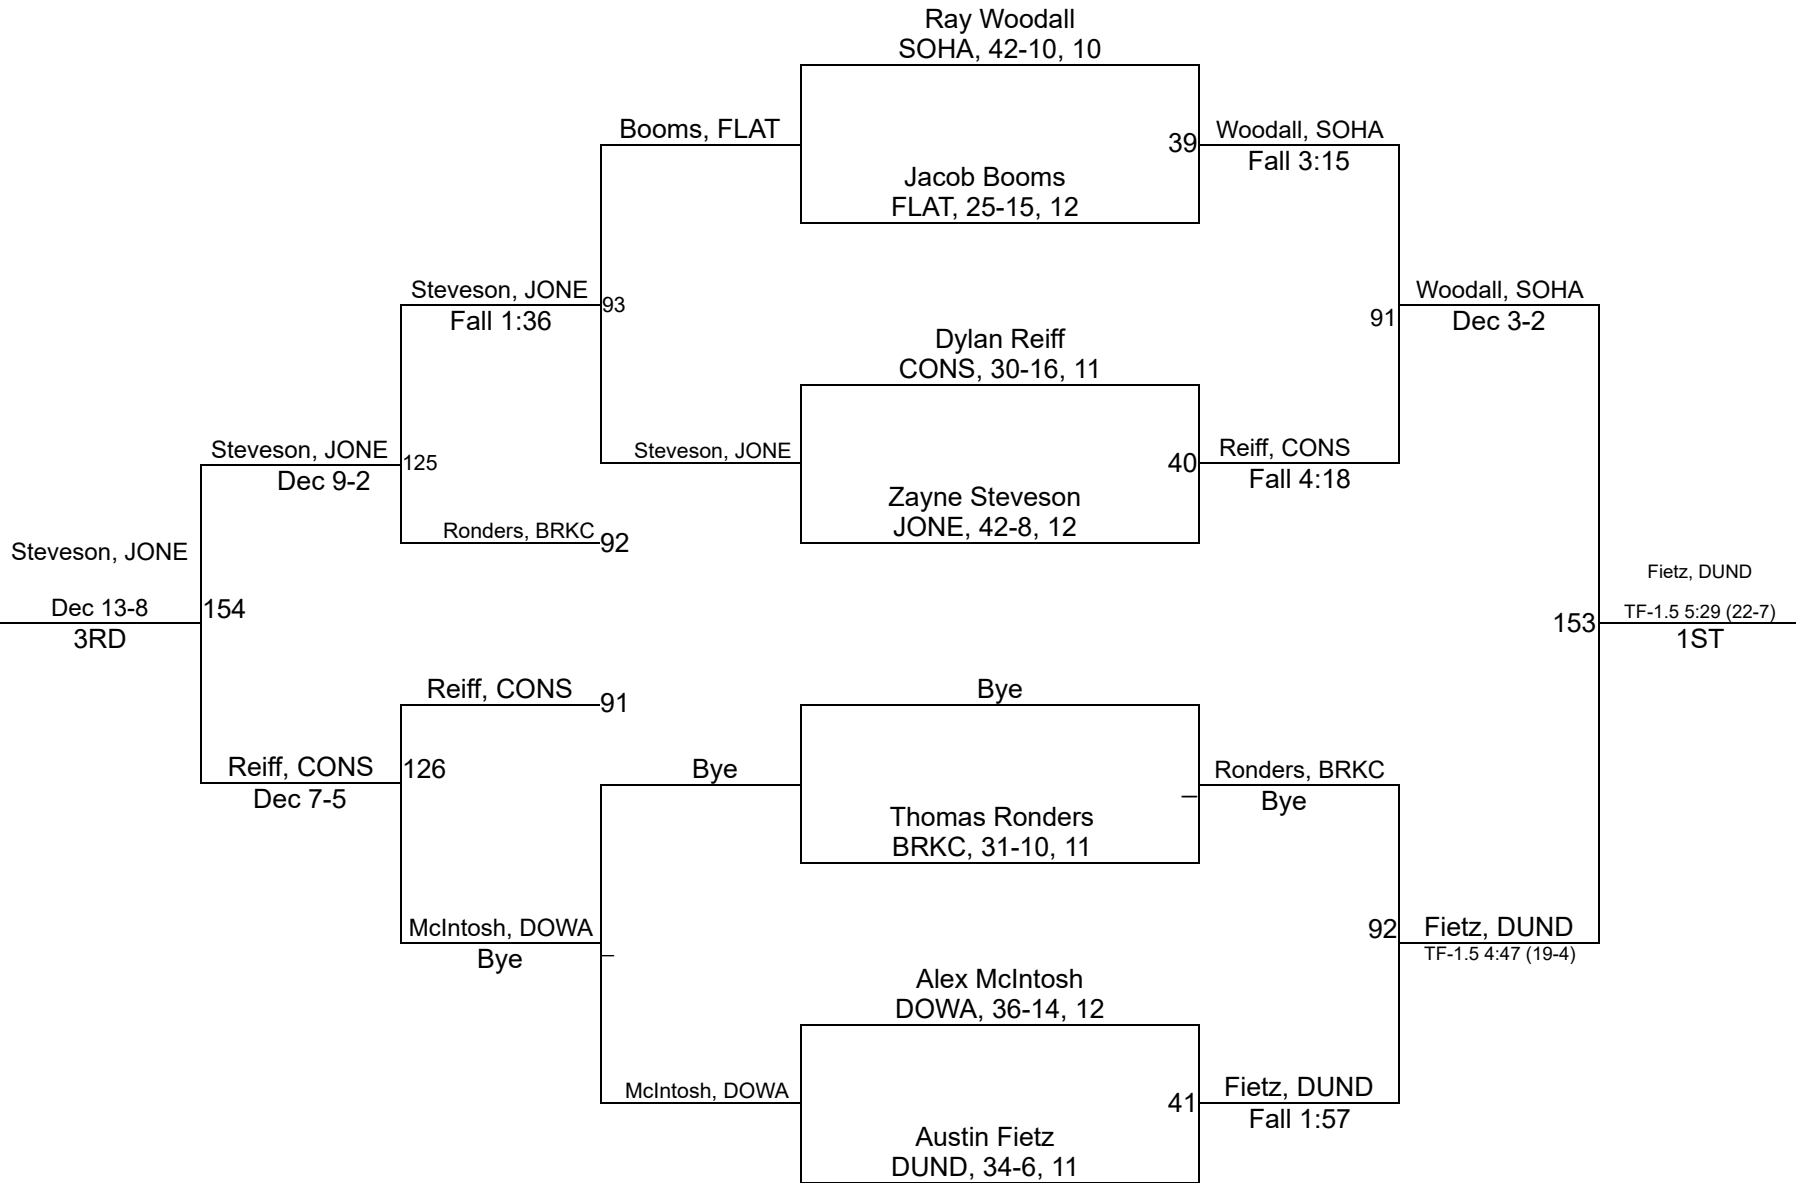 Ray Woodall
SOHA, 42-10, 10
Booms, FLAT
39
Woodall, SOHA
Fall 3:15
Jacob Booms
FLAT, 25-15, 12
Steveson, JONE
Fall 1:36
93
Woodall, SOHA
Dec 3-2
91
Dylan Reiff
CONS, 30-16, 11
Steveson, JONE
Dec 9-2
125
Steveson, JONE
40
Reiff, CONS
Fall 4:18
Zayne Steveson
JONE, 42-8, 12
Ronders, BRKC
92
Steveson, JONE
Dec 13-8
3RD
154
Fietz, DUND
TF-1.5 5:29 (22-7)
1ST
153
Reiff, CONS
91
Bye
Reiff, CONS
Dec 7-5
126
Bye
Ronders, BRKC
Bye
Thomas Ronders
BRKC, 31-10, 11
McIntosh, DOWA
Bye
92
Fietz, DUND
TF-1.5 4:47 (19-4)
Alex McIntosh
DOWA, 36-14, 12
McIntosh, DOWA
41
Fietz, DUND
Fall 1:57
Austin Fietz
DUND, 34-6, 11